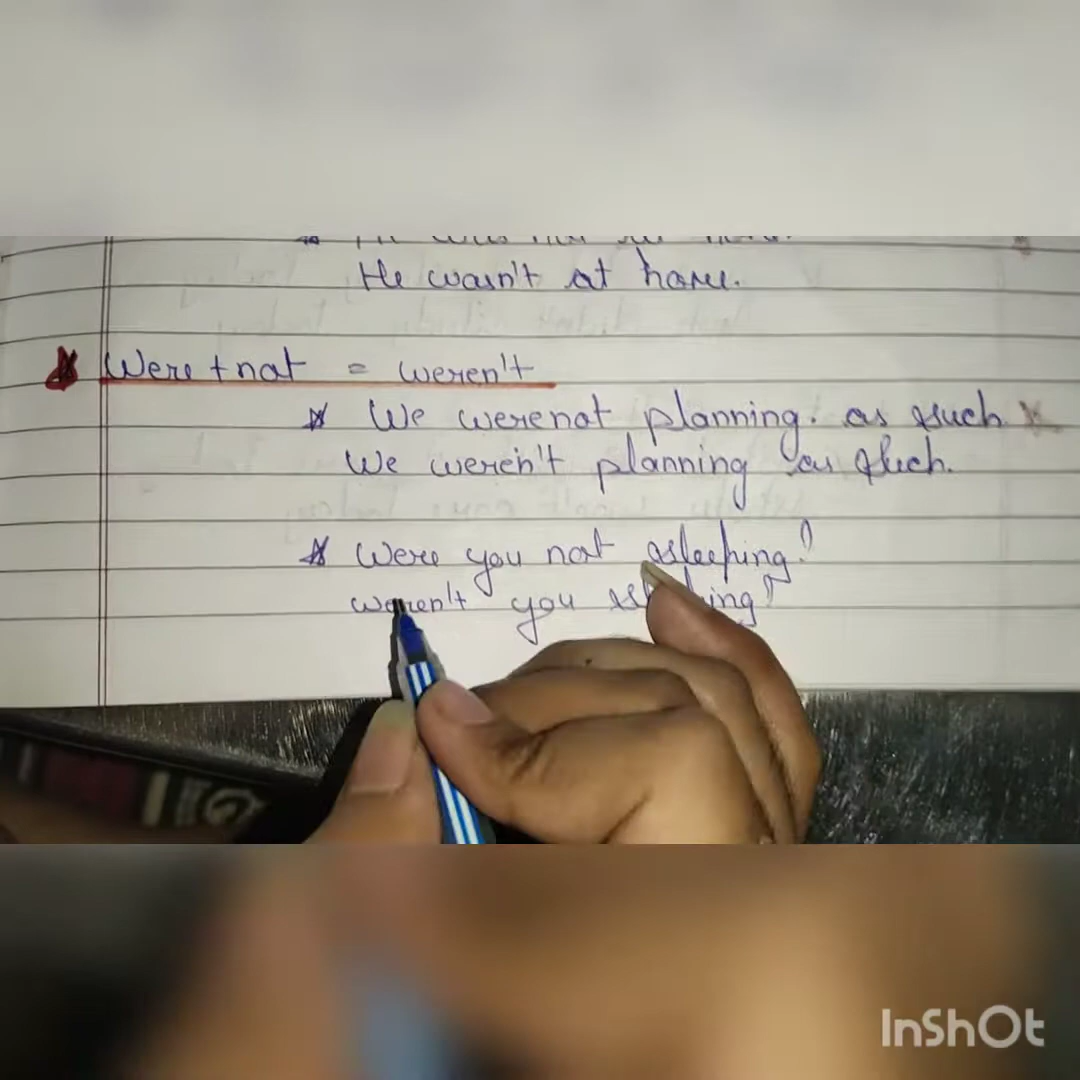 He wasn't at home.
Were + not = weren't
We were not planning. as such
We weren't planning as such.
Were you not asleeping?
weren't you
InShOt